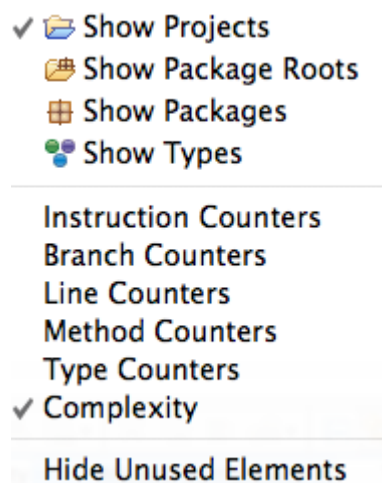 Show Projects
Show Package Roots
Show Packages
Show Types
Instruction Counters
Branch Counters
Line Counters
Method Counters
Type Counters
Complexity
Hide Unused Elements